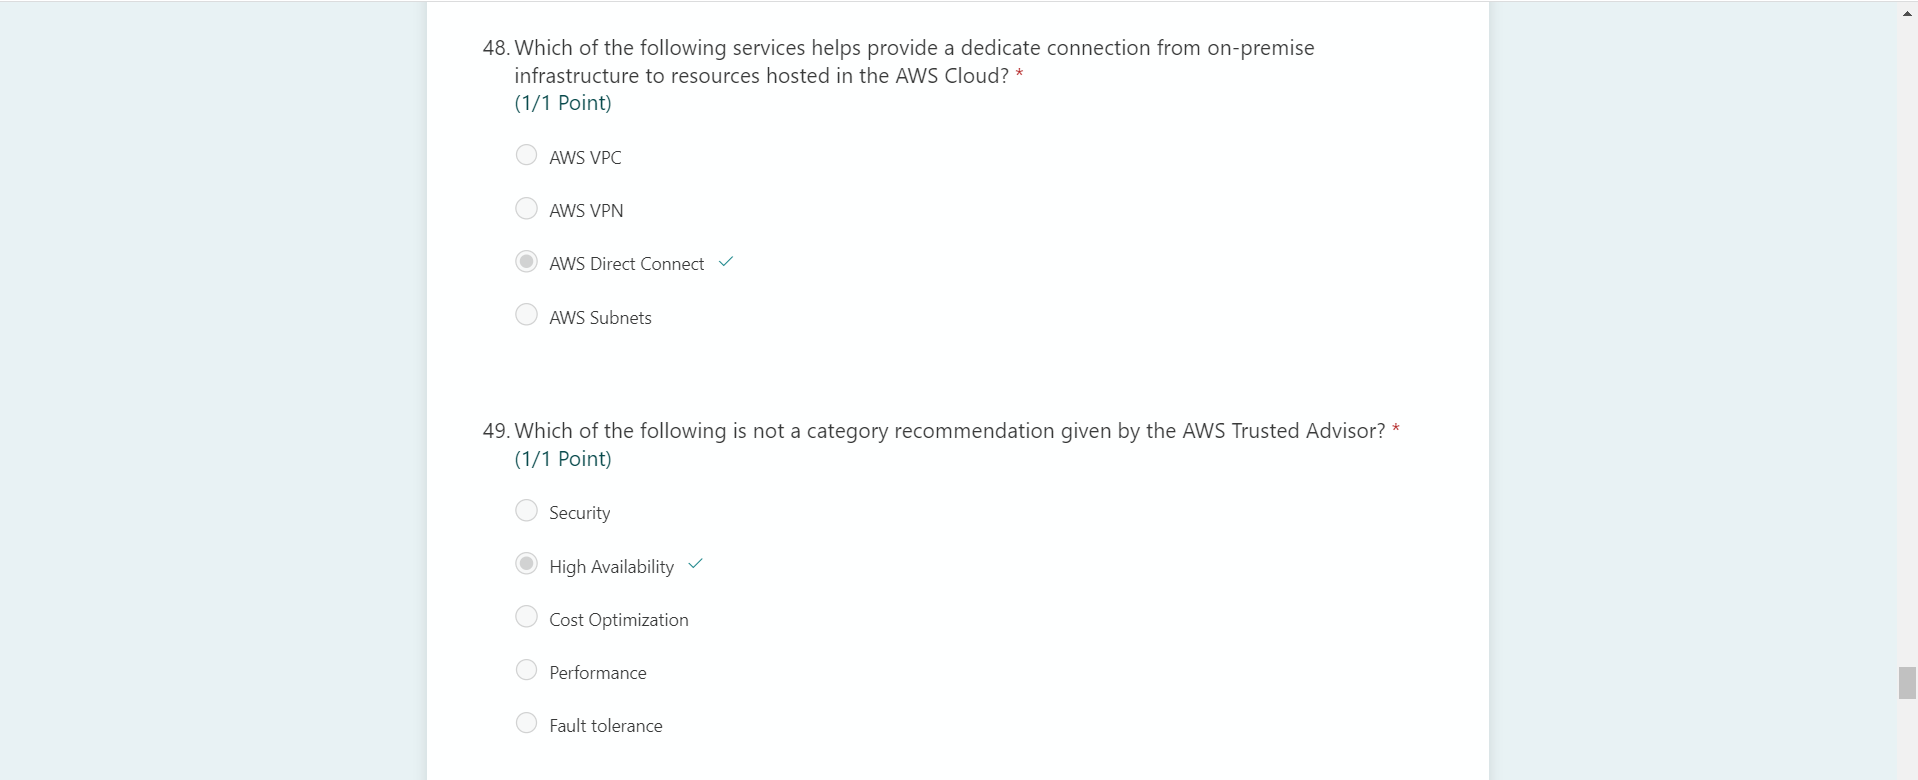 48. Which of the following services helps provide a dedicate connection from on-premise
infrastructure to resources hosted in the AWS Cloud? *
(1/1 Point)
AWS VPC
AWS VPN
AWS Direct Connect
AWS Subnets
49. Which of the following is not a category recommendation given by the AWS Trusted Advisor? *
(1/1 Point)
Security
High Availability
Cost Optimization
Performance
Fault tolerance